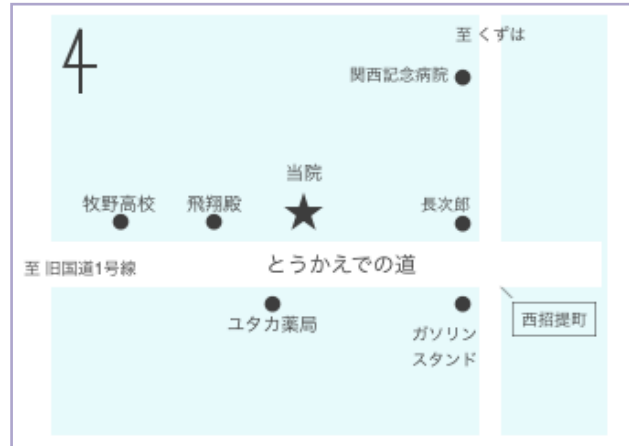 至 くずは
関西記念病院
当院
牧野高校
飛翔殿
長次郎
至 旧国道1号線
とうかえでの道
ユタカ薬局
ガソリン
スタンド
西招提町